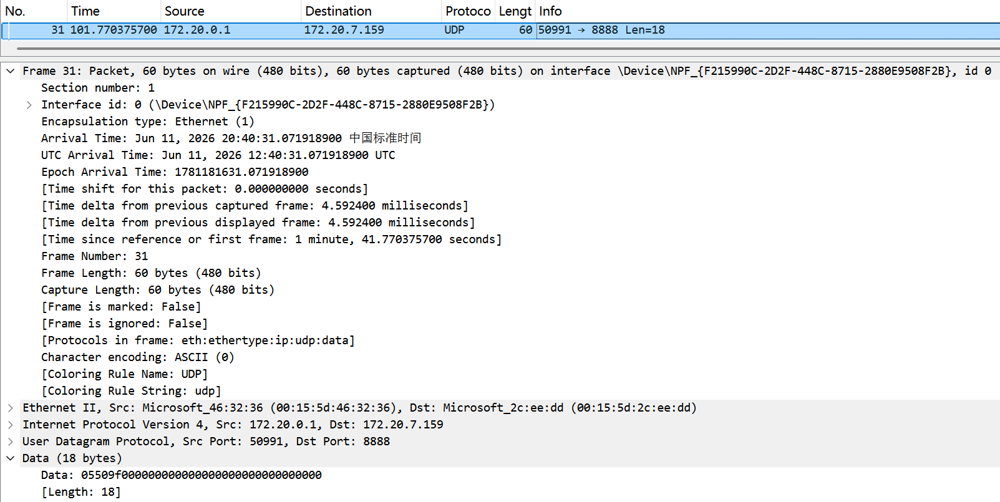 No. Time Source Destination Protoco Lengt Info
31 101.770375700 172.20.0.1 172.20.7.159 UDP 60 50991 → 8888 Len=18
Frame 31: Packet, 60 bytes on wire (480 bits), 60 bytes captured (480 bits) on interface \Device\NPF_{F215990C-2D2F-448C-8715-2880E9508F2B}, id 0
Section number: 1
Interface id: 0 (\Device\NPF_{F215990C-2D2F-448C-8715-2880E9508F2B})
Encapsulation type: Ethernet (1)
Arrival Time: Jun 11, 2026 20:40:31.071918900 中国标准时间
UTC Arrival Time: Jun 11, 2026 12:40:31.071918900 UTC
Epoch Arrival Time: 1781181631.071918900
[Time shift for this packet: 0.000000000 seconds]
[Time delta from previous captured frame: 4.592400 milliseconds]
[Time delta from previous displayed frame: 4.592400 milliseconds]
[Time since reference or first frame: 1 minute, 41.770375700 seconds]
Frame Number: 31
Frame Length: 60 bytes (480 bits)
Capture Length: 60 bytes (480 bits)
[Frame is marked: False]
[Frame is ignored: False]
[Protocols in frame: eth:ethertype:ip:udp:data]
Character encoding: ASCII (0)
[Coloring Rule Name: UDP]
[Coloring Rule String: udp]
Ethernet II, Src: Microsoft_46:32:36 (00:15:5d:46:32:36), Dst: Microsoft_2c:ee:dd (00:15:5d:2c:ee:dd)
Internet Protocol Version 4, Src: 172.20.0.1, Dst: 172.20.7.159
User Datagram Protocol, Src Port: 50991, Dst Port: 8888
Data (18 bytes)
Data: 05509f000000000000000000000000000000
[Length: 18]